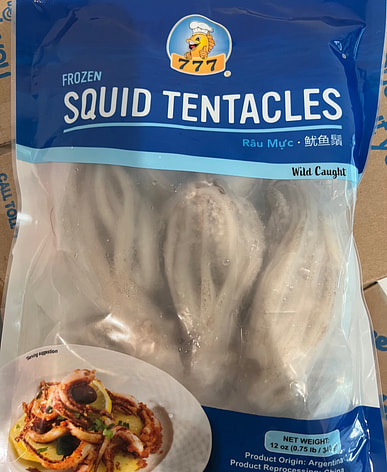 777
FROZEN
SQUID TENTACLES
Râu Mực · 魷鱼鬚
Wild Caught
Serving suggestion
NET WEIGHT:
12 oz (0.75 lb /
Product Origin: Argentina
Product Reprocessing: China